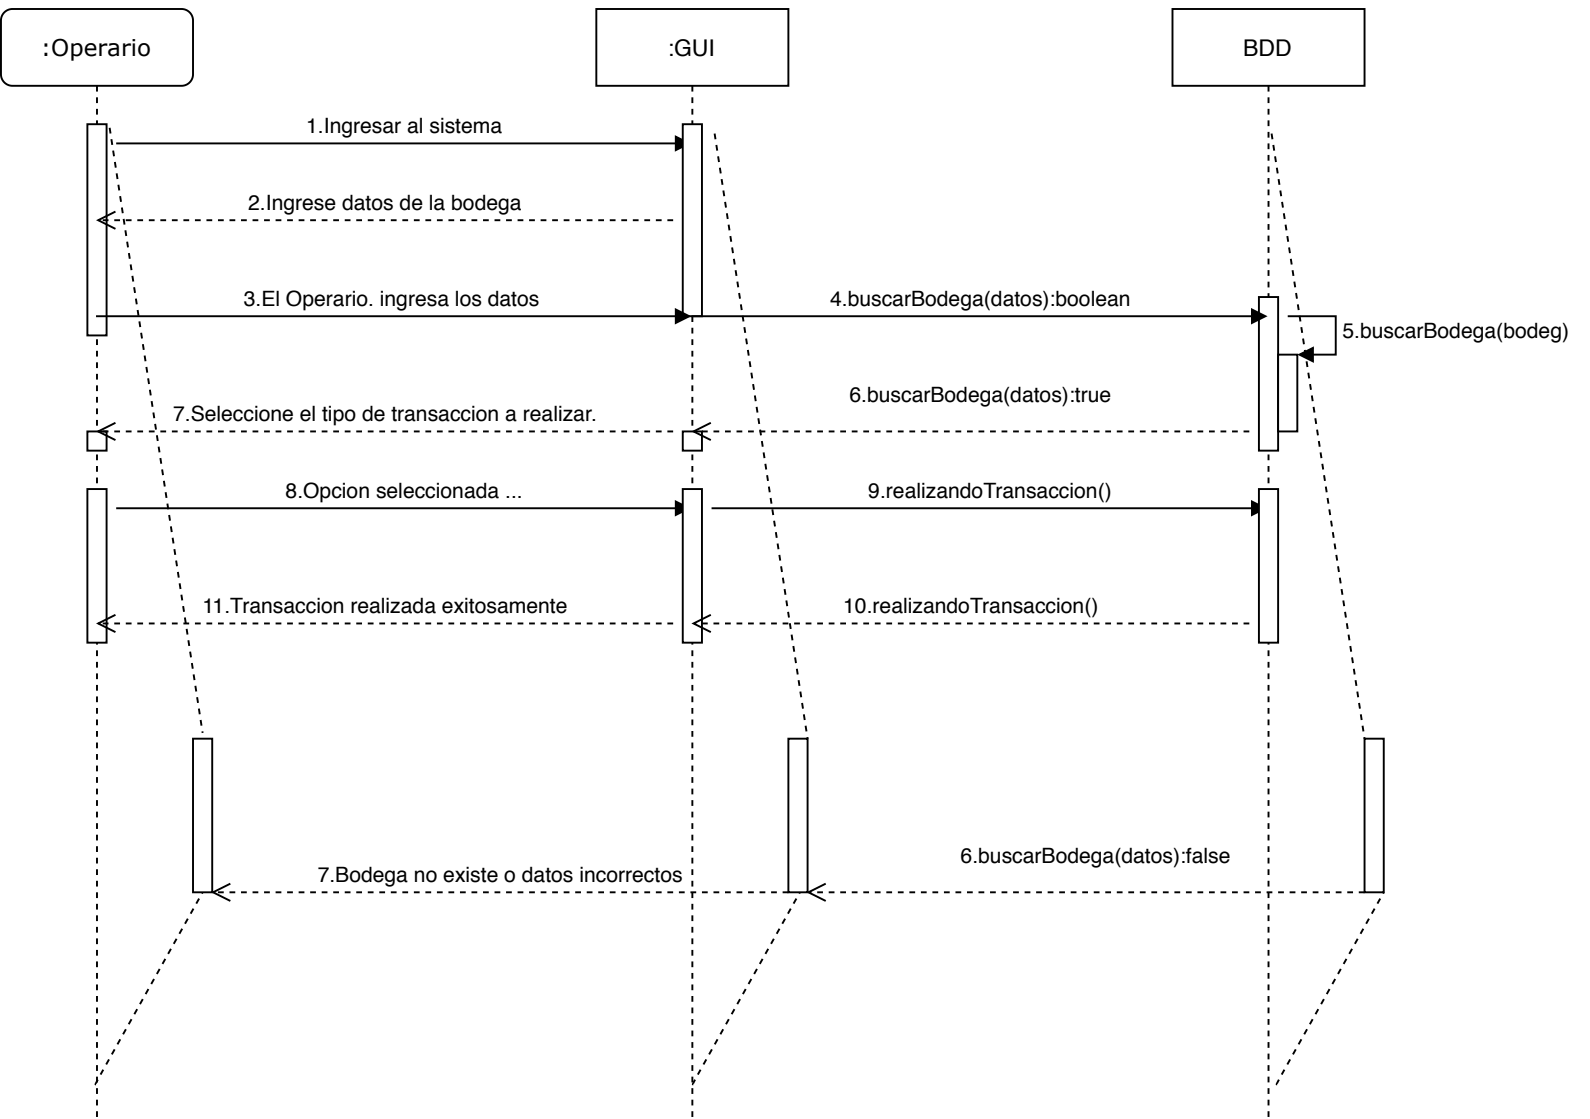 :Operario
:GUI
BDD
1.Ingresar al sistema
2.Ingrese datos de la bodega
3.El Operario. ingresa los datos
4.buscarBodega(datos):boolean
5.buscarBodega(bodeg)
6.buscarBodega(datos):true
7.Seleccione el tipo de transaccion a realizar.
8.Opcion seleccionada ...
9.realizandoTransaccion()
11.Transaccion realizada exitosamente
10.realizandoTransaccion()
6.buscarBodega(datos):false
7.Bodega no existe o datos incorrectos